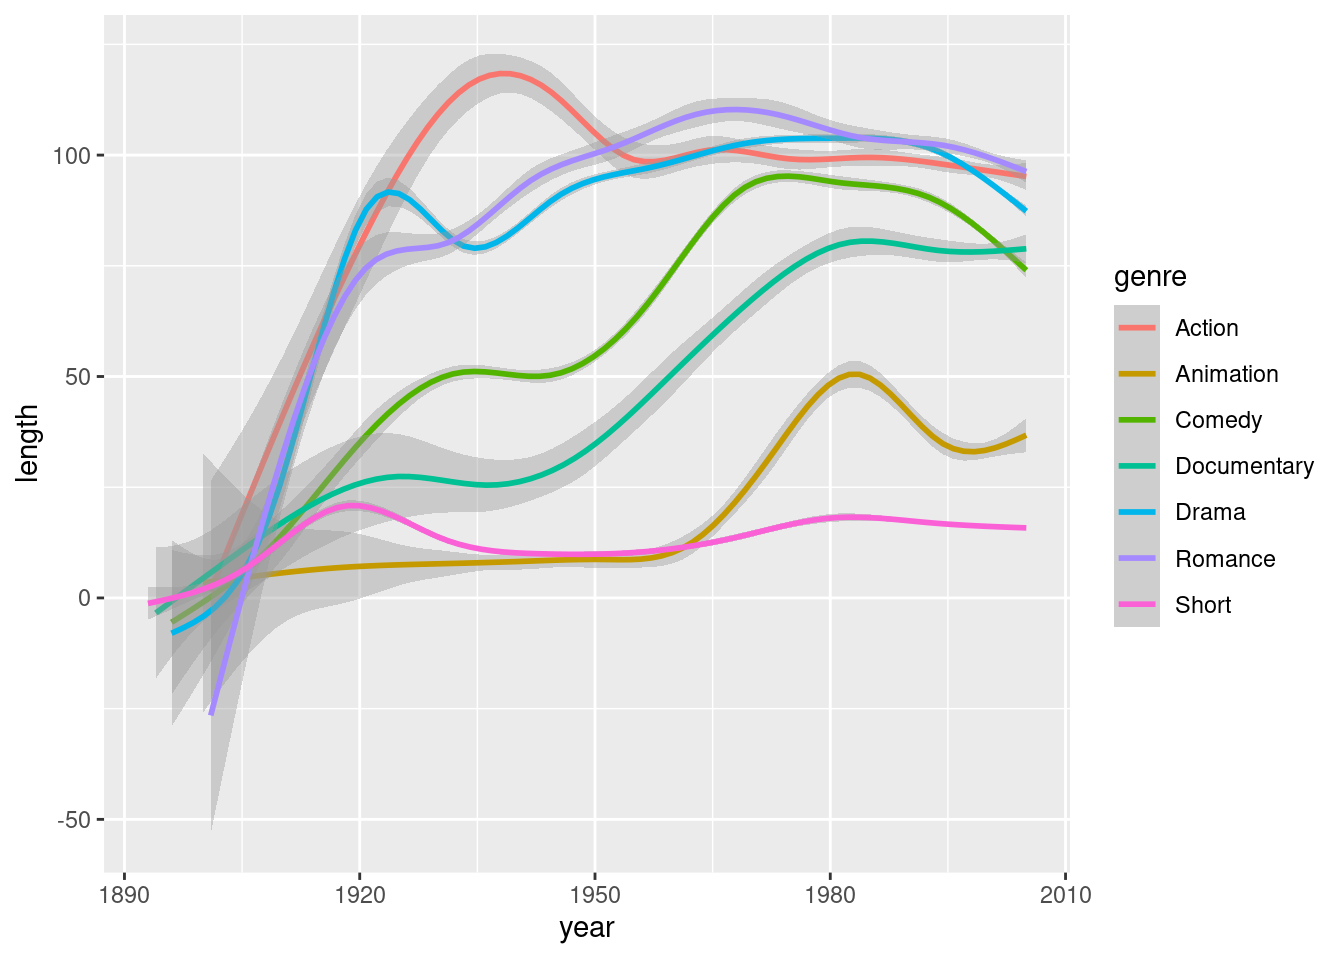 100
50
0
-50
length
1890 1920 1950 1980 2010
year
genre
Action
Animation
Comedy
Documentary
Drama
Romance
Short